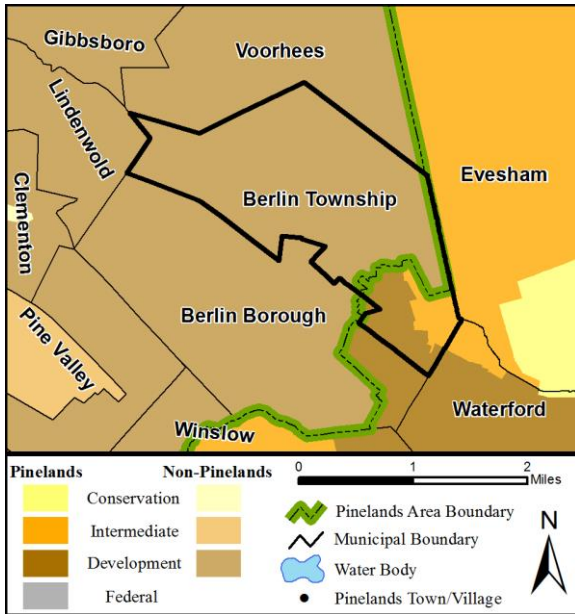 Gibbsboro
Voorhees
Lindenwold
Evesham
Clementon
Berlin Township
Berlin Borough
Pine Valley
Waterford
Winslow
Pinelands Non-Pinelands
Conservation
Intermediate
Development
Federal
0 1 2
Miles
Pinelands Area Boundary
Municipal Boundary
Water Body
Pinelands Town/Village
N